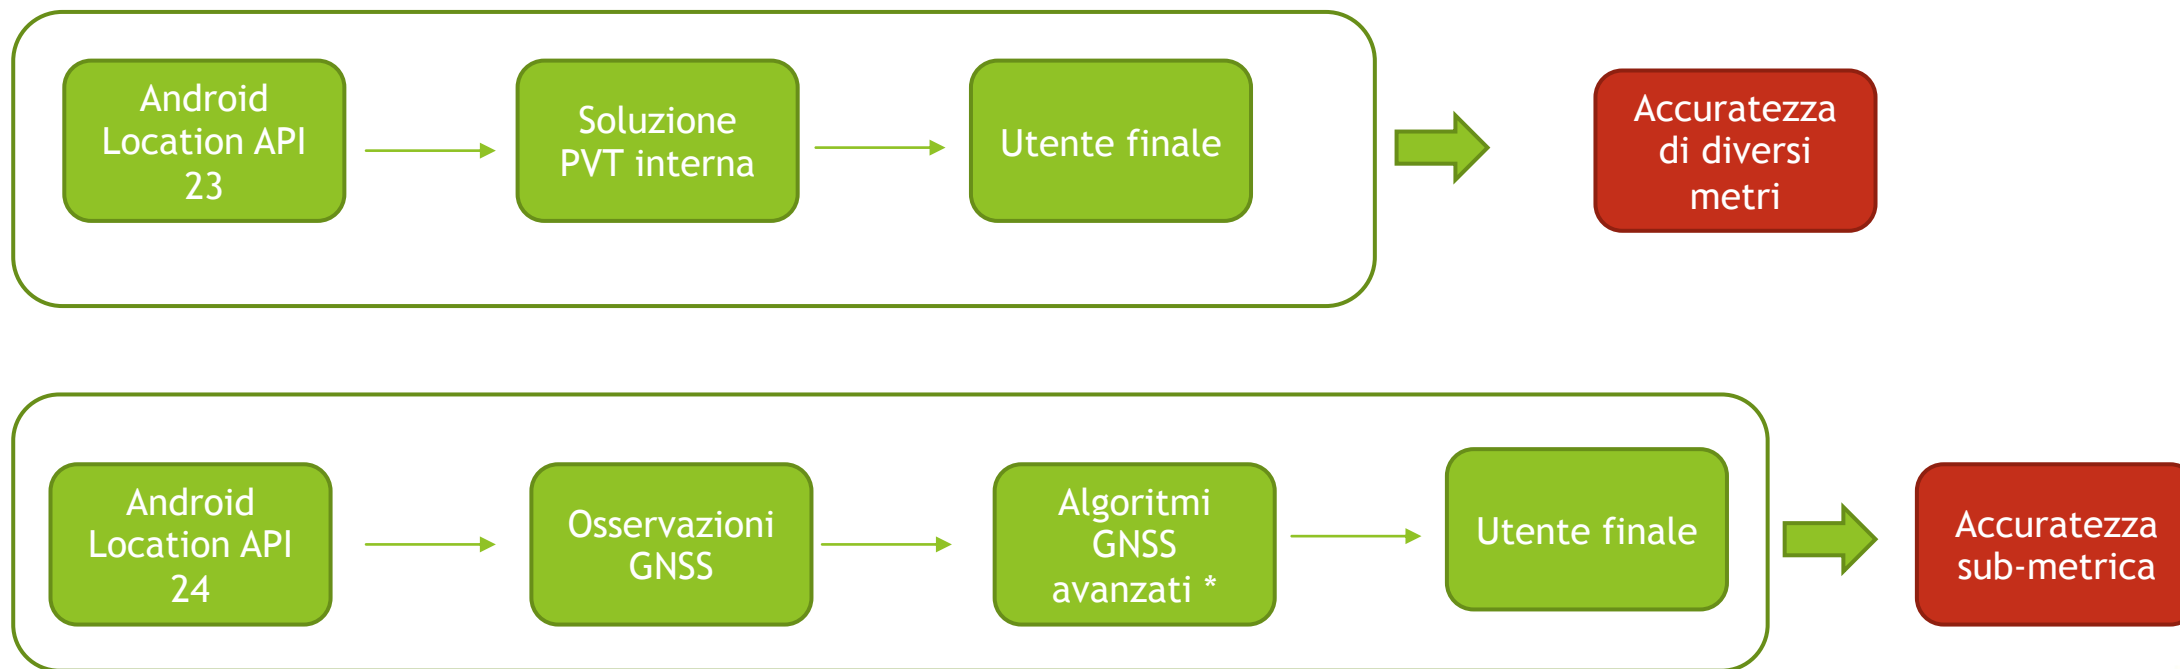 Android
Location API
23
Soluzione
PVT interna
Utente finale
Accuratezza
di diversi
metri
Android
Location API
24
Osservazioni
GNSS
Algoritmi
GNSS
avanzati *
Utente finale
Accuratezza
sub-metrica